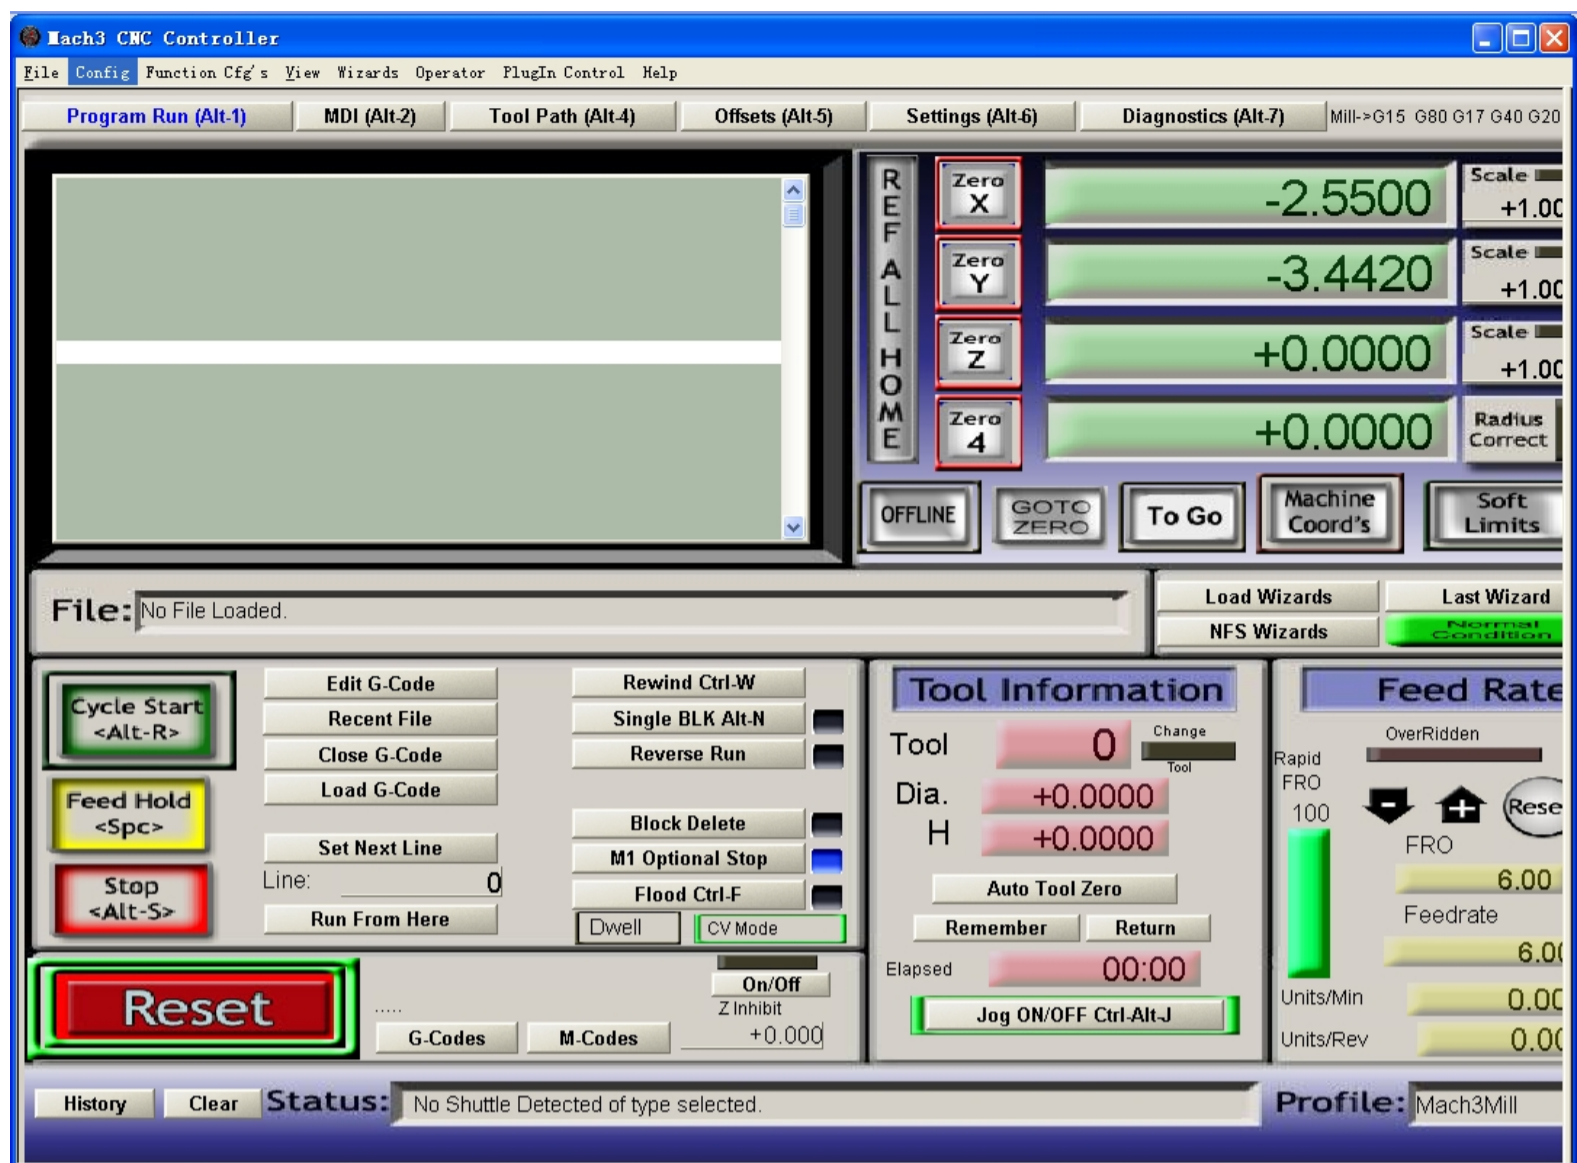 Mach3 CNC Controller
File Config Function Cfg's View Wizards Operator PlugIn Control Help
Program Run (Alt-1) MDI (Alt-2) Tool Path (Alt-4) Offsets (Alt-5) Settings (Alt-6) Diagnostics (Alt-7) Mill->G15 G80 G17 G40 G20
REF ALL HOME
Zero X -2.5500 Scale +1.00
Zero Y -3.4420 Scale +1.00
Zero Z +0.0000 Scale +1.00
Zero 4 +0.0000 Radius Correct
OFFLINE GOTO ZERO To Go Machine Coord's Soft Limits
File: No File Loaded.
Load Wizards Last Wizard
NFS Wizards Normal Condition
Cycle Start <Alt-R>
Feed Hold <Spc>
Stop <Alt-S>
Edit G-Code
Recent File
Close G-Code
Load G-Code
Set Next Line
Line: 0
Run From Here
Rewind Ctrl-W
Single BLK Alt-N
Reverse Run
Block Delete
M1 Optional Stop
Flood Ctrl-F
Dwell CV Mode
Reset
.....
G-Codes M-Codes
On/Off
Z Inhibit
+0.000
Tool Information
Tool 0 Change Tool
Dia. +0.0000
H +0.0000
Auto Tool Zero
Remember Return
Elapsed 00:00
Jog ON/OFF Ctrl-Alt-J
Feed Rate
OverRidden
Rapid
FRO
100
Rese
FRO
6.00
Feedrate
6.00
Units/Min 0.00
Units/Rev 0.00
History Clear Status: No Shuttle Detected of type selected. Profile: Mach3Mill